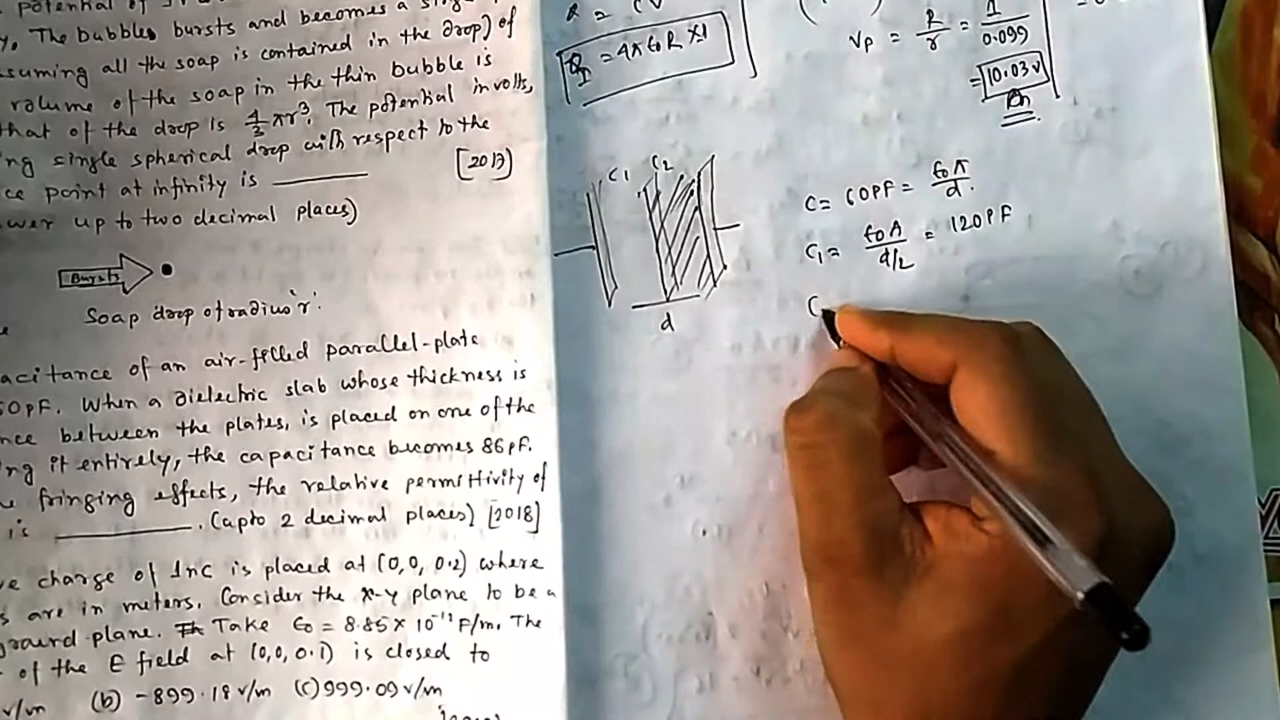 potential of
y. The bubbles bursts and becomes a
suming all the soap is contained in the drop) of
volume of the soap in the thin bubble is
that of the drop is 4/3 πr³. The potential in volts,
ng single spherical drop with respect to the
ce point at infinity is ________ [2017]
wer up to two decimal places)
Bursts
Soap drop of radius 'r'.
acitance of an air-filled parallel-plate
60pF. When a dielectric slab whose thickness is
nce between the plates, is placed on one of the
ng it entirely, the capacitance becomes 86pF.
fringing effects, the relative permittivity of
is ________. (upto 2 decimal places) [2018]
ve charge of 1nc is placed at (0,0, 0.2) where
s are in meters. Consider the x-y plane to be a
ground plane. Take ϵ0 = 8.85×10⁻¹² F/m. The
of the E field at (0,0,0.1) is closed to
v/m (b) -899.18 v/m (c) 999.09 v/m
= 4πϵ0R×1
Vp = R/r = 1/0.099
= 10.03v
C1 C2
d
C = 60PF = ϵ0A/d.
C1 = ϵ0A/d/2 = 120PF
C